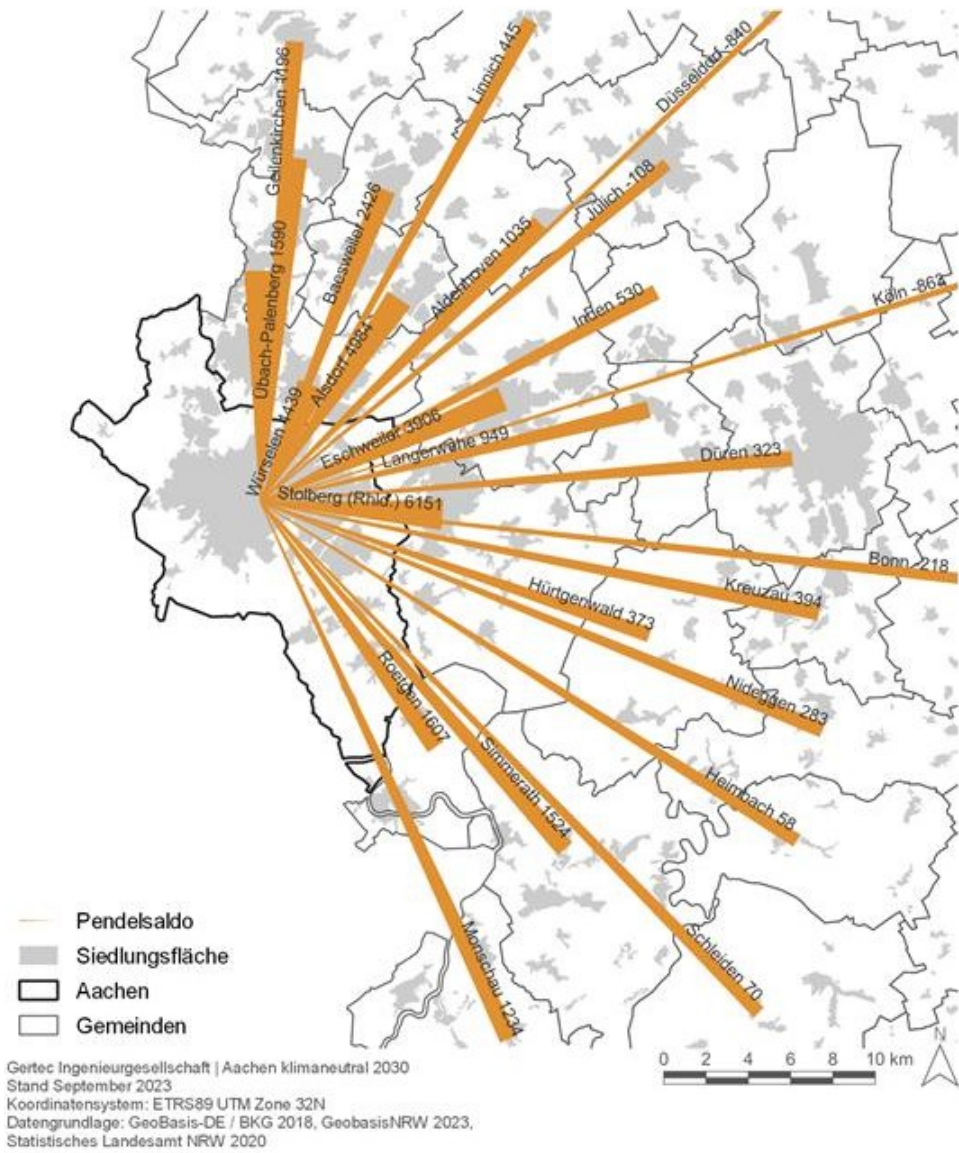 Geilenkirchen 1196
Linnich 445
Düsseldorf -840
Übach-Palenberg 1590
Baesweiler 2426
Alsdorf 4984
Aldenhoven 1035
Jülich -108
Inden 530
Köln -862
Würselen 4439
Eschweiler 3906
Langerwehe 949
Düren 323
Stolberg (Rhld.) 6151
Bonn -218
Kreuzau 394
Hürtgenwald 373
Nideggen 283
Roetgen 1607
Simmerath 1524
Heimbach 58
Schleiden 70
Monschau 1234
Pendelsaldo
Siedlungsfläche
Aachen
Gemeinden
N
0 2 4 6 8 10 km
Gertec Ingenieurgesellschaft | Aachen klimaneutral 2030
Stand September 2023
Koordinatensystem: ETRS89 UTM Zone 32N
Datengrundlage: GeoBasis-DE / BKG 2018, GeobasisNRW 2023,
Statistisches Landesamt NRW 2020